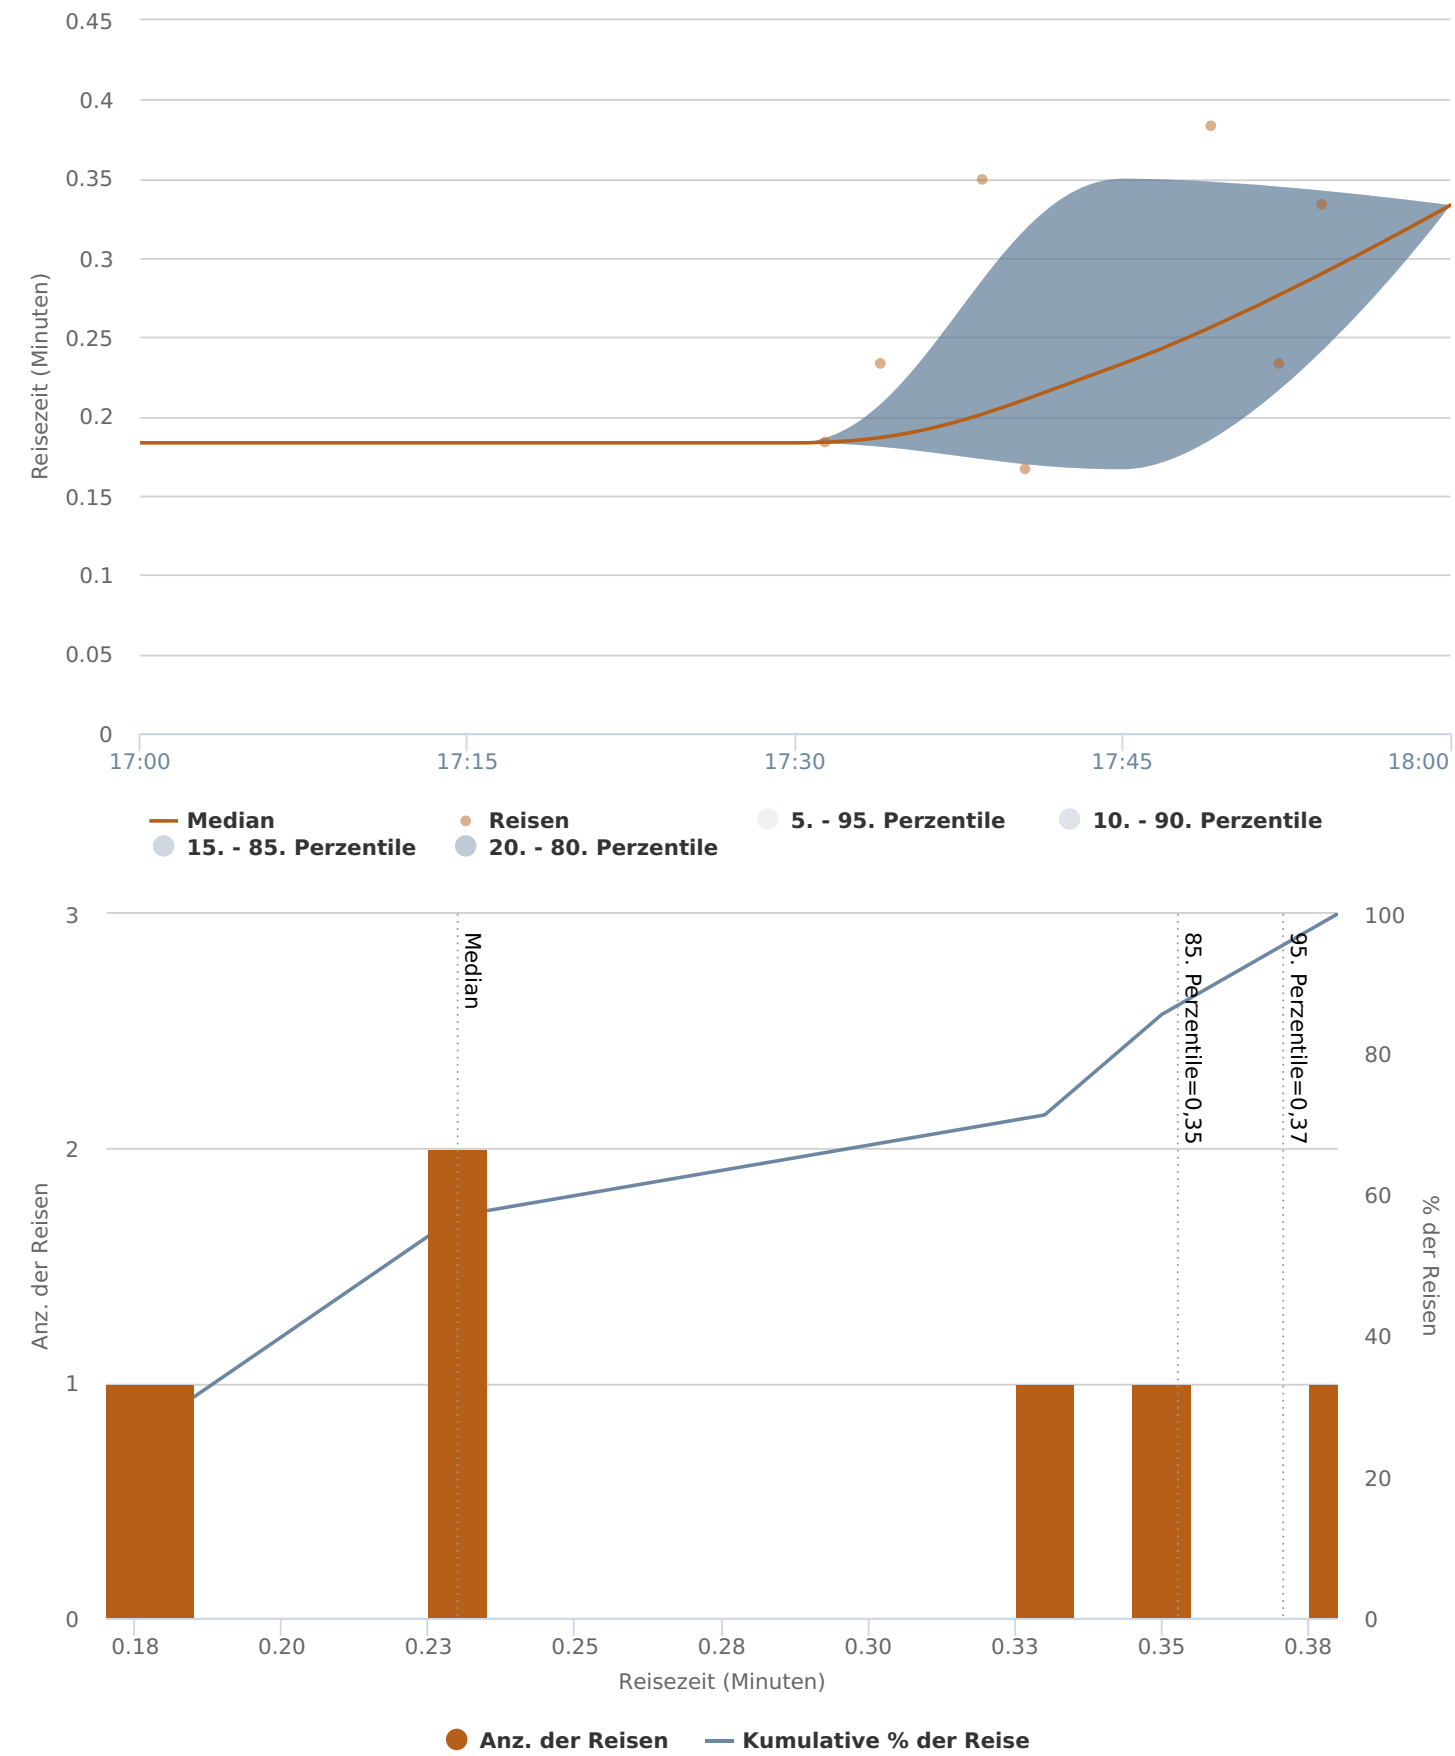 0.45
0.4
0.35
0.3
0.25
0.2
0.15
0.1
0.05
0
Reisezeit (Minuten)
17:00 17:15 17:30 17:45 18:00
Median Reisen 5. - 95. Perzentile 10. - 90. Perzentile
15. - 85. Perzentile 20. - 80. Perzentile
3
2
1
0
Anz. der Reisen
Median
85. Perzentile=0,35
95. Perzentile=0,37
100
80
60
40
20
0
% der Reisen
0.18 0.20 0.23 0.25 0.28 0.30 0.33 0.35 0.38
Reisezeit (Minuten)
Anz. der Reisen Kumulative % der Reise